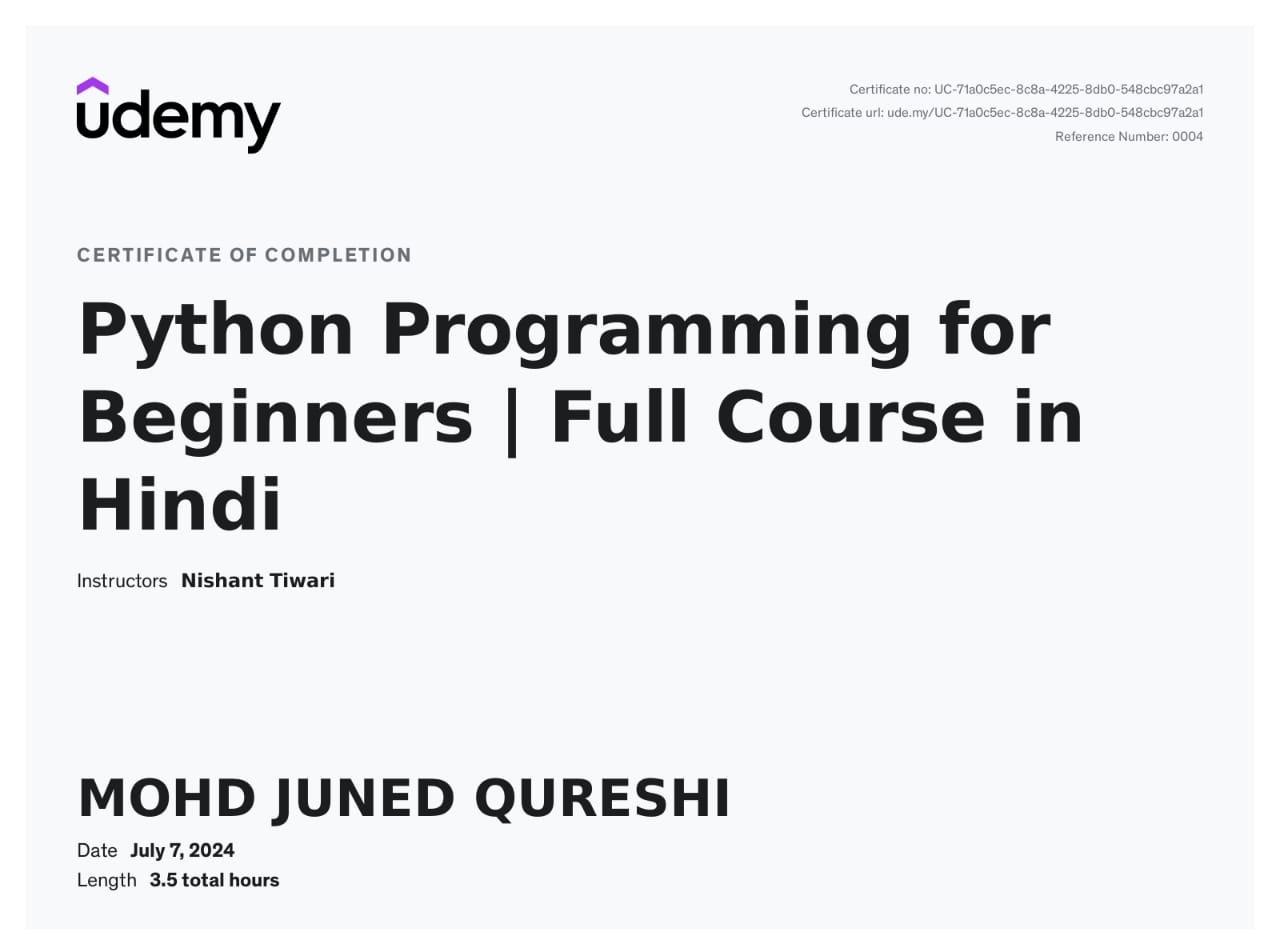 udemy
Certificate no: UC-71a0c5ec-8c8a-4225-8db0-548cbc97a2a1
Certificate url: ude.my/UC-71a0c5ec-8c8a-4225-8db0-548cbc97a2a1
Reference Number: 0004
CERTIFICATE OF COMPLETION
Python Programming for
Beginners | Full Course in
Hindi
Instructors Nishant Tiwari
MOHD JUNED QURESHI
Date July 7, 2024
Length 3.5 total hours